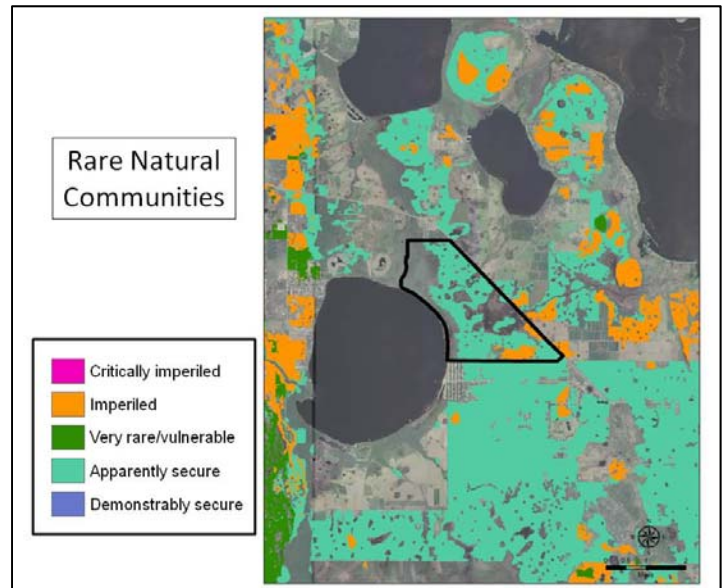 Rare Natural
Communities
Critically imperiled
Imperiled
Very rare/vulnerable
Apparently secure
Demonstrably secure